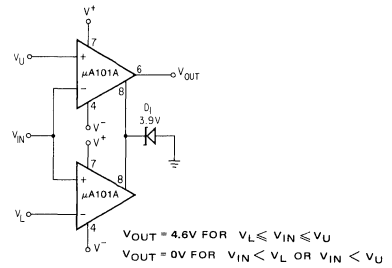 V+
7
VU
+
μA101A
6
VOUT
−
8
4
D1
3.9V
V−
VIN
V+
7
+
8
μA101A
VL
−
4
V−
VOUT = 4.6V FOR VL ≤ VIN ≤ VU
VOUT = 0V FOR VIN < VL OR VIN < VU